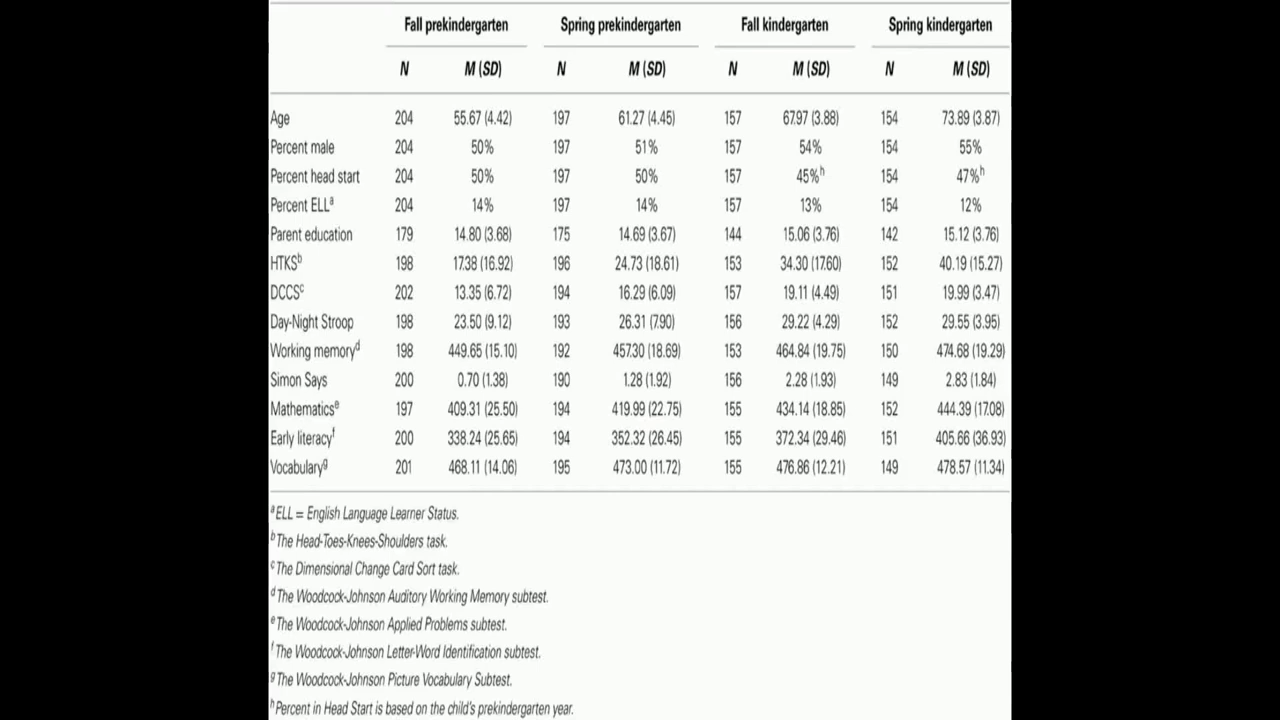 Fall prekindergarten Spring prekindergarten Fall kindergarten Spring kindergarten
N M (SD) N M (SD) N M (SD) N M (SD)
Age 204 55.67 (4.42) 197 61.27 (4.45) 157 67.97 (3.88) 154 73.89 (3.87)
Percent male 204 50% 197 51% 157 54% 154 55%
Percent head start 204 50% 197 50% 157 45%h 154 47%h
Percent ELLa 204 14% 197 14% 157 13% 154 12%
Parent education 179 14.80 (3.68) 175 14.69 (3.67) 144 15.06 (3.76) 142 15.12 (3.76)
HTKSb 198 17.38 (16.92) 196 24.73 (18.61) 153 34.30 (17.60) 152 40.19 (15.27)
DCCSc 202 13.35 (6.72) 194 16.29 (6.09) 157 19.11 (4.49) 151 19.99 (3.47)
Day-Night Stroop 198 23.50 (9.12) 193 26.31 (7.90) 156 29.22 (4.29) 152 29.55 (3.95)
Working memoryd 198 449.65 (15.10) 192 457.30 (18.69) 153 464.84 (19.75) 150 474.68 (19.29)
Simon Says 200 0.70 (1.38) 190 1.28 (1.92) 156 2.28 (1.93) 149 2.83 (1.84)
Mathematicse 197 409.31 (25.50) 194 419.99 (22.75) 155 434.14 (18.85) 152 444.39 (17.08)
Early literacyf 200 338.24 (25.65) 194 352.32 (26.45) 155 372.34 (29.46) 151 405.66 (36.93)
Vocabularyg 201 468.11 (14.06) 195 473.00 (11.72) 155 476.86 (12.21) 149 478.57 (11.34)
a ELL = English Language Learner Status.
b The Head-Toes-Knees-Shoulders task.
c The Dimensional Change Card Sort task.
d The Woodcock-Johnson Auditory Working Memory subtest.
e The Woodcock-Johnson Applied Problems subtest.
f The Woodcock-Johnson Letter-Word Identification subtest.
g The Woodcock-Johnson Picture Vocabulary Subtest.
h Percent in Head Start is based on the child's prekindergarten year.